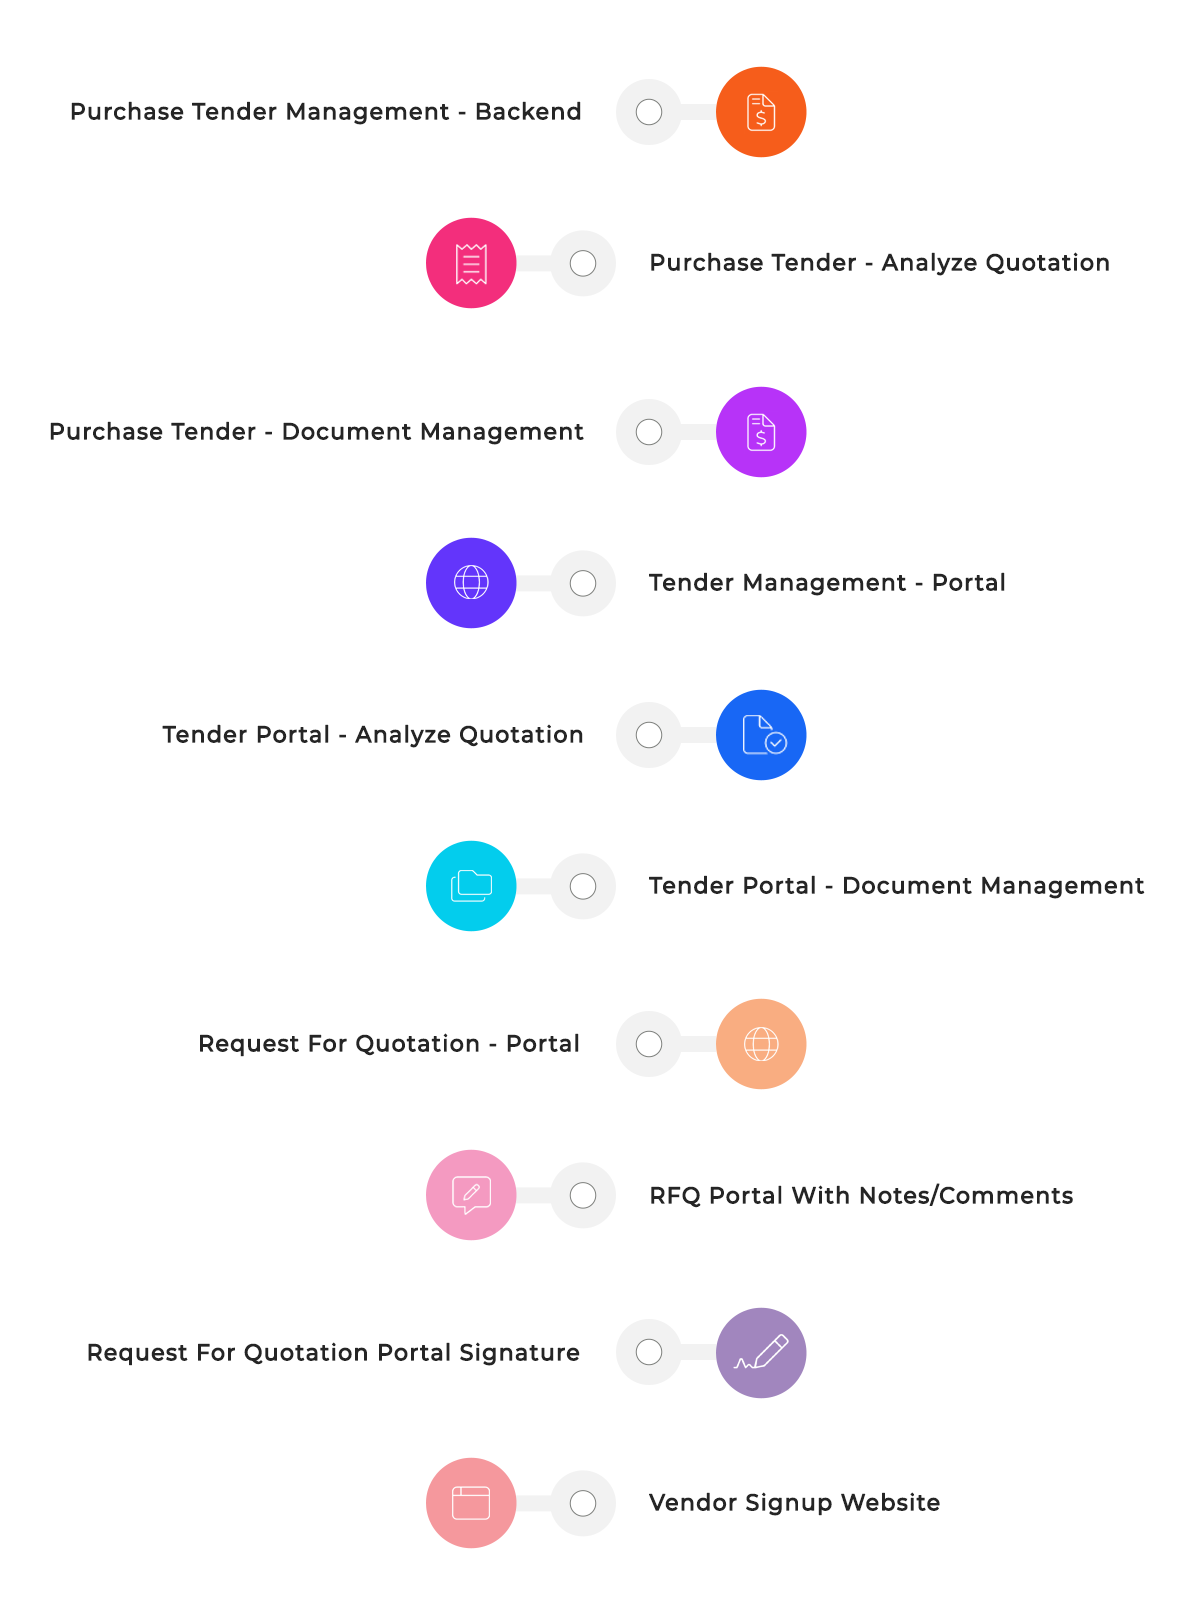 Purchase Tender Management - Backend
Purchase Tender - Analyze Quotation
Purchase Tender - Document Management
Tender Management - Portal
Tender Portal - Analyze Quotation
Tender Portal - Document Management
Request For Quotation - Portal
RFQ Portal With Notes/Comments
Request For Quotation Portal Signature
Vendor Signup Website